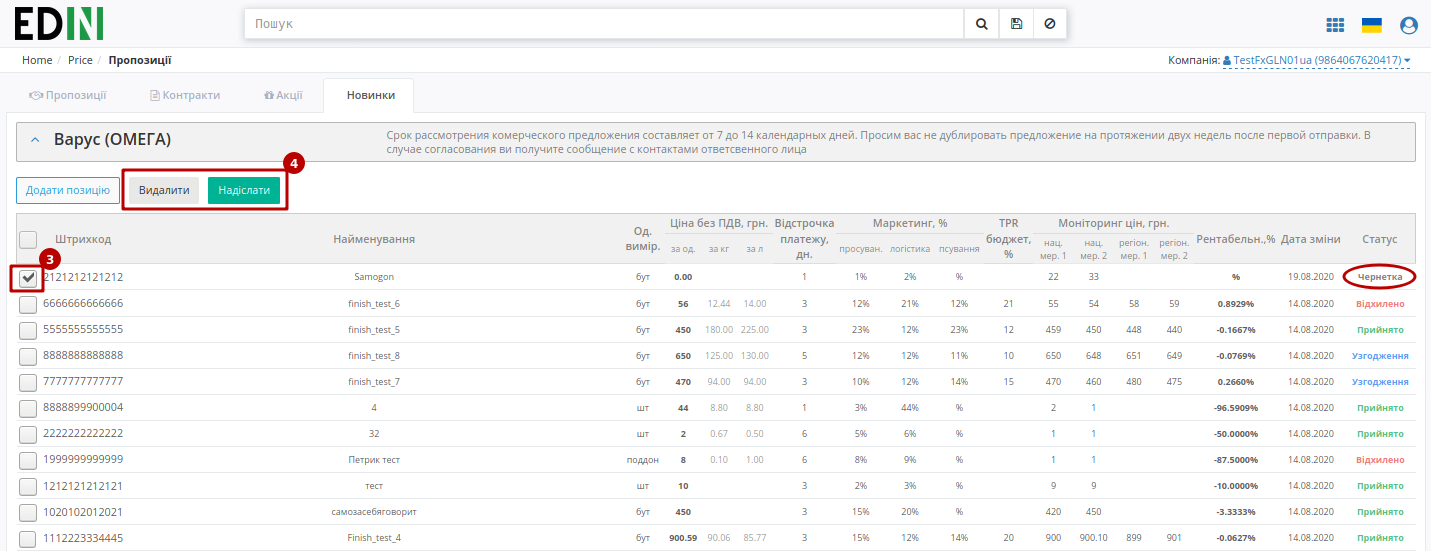 EDIN
Пошук
Home / Price / Пропозиції
Компанія: TestFxGLN01ua (9864067620417)
Пропозиції Контракти Акції Новинки
Варус (ОМЕГА)
Срок рассмотрения комерческого предложения составляет от 7 до 14 календарных дней. Просим вас не дублировать предложение на протяжении двух недель после первой отправки. В
случае согласования ви получите сообщение с контактами ответсвенного лица
4
Додати позицію Видалити Надіслати
Штрихкод Найменування Од. вимір. Ціна без ПДВ, грн. за од. за кг за л Відстрочка платежу, дн. Маркетинг, % просуван. логістика псування TPR бюджет, % Моніторинг цін, грн. нац. мер. 1 нац. мер. 2 регіон. мер. 1 регіон. мер. 2 Рентабельн.,% Дата зміни Статус
3
2121212121212 Samogon бут 0.00 1 1% 2% % 22 33 % 19.08.2020 Чернетка
6666666666666 finish_test_6 бут 56 12.44 14.00 3 12% 21% 12% 21 55 54 58 59 0.8929% 14.08.2020 Відхилено
5555555555555 finish_test_5 бут 450 180.00 225.00 3 23% 12% 23% 12 459 450 448 440 -0.1667% 14.08.2020 Прийнято
8888888888888 finish_test_8 бут 650 125.00 130.00 5 12% 12% 11% 10 650 648 651 649 -0.0769% 14.08.2020 Узгодження
7777777777777 finish_test_7 бут 470 94.00 94.00 3 10% 12% 14% 15 470 460 480 475 0.2660% 14.08.2020 Узгодження
8888899900004 4 шт 44 8.80 8.80 1 3% 44% % 2 1 -96.5909% 14.08.2020 Прийнято
2222222222222 32 шт 2 0.67 0.50 6 5% 6% % 1 1 -50.0000% 14.08.2020 Прийнято
1999999999999 Петрик тест поддон 8 0.10 1.00 6 8% 9% % 1 1 -87.5000% 14.08.2020 Відхилено
1212121212121 тест шт 10 3 2% 3% % 9 9 -10.0000% 14.08.2020 Прийнято
1020102012021 самозасебяговорит бут 450 3 15% 20% % 420 450 -3.3333% 14.08.2020 Прийнято
1112223334445 Finish_test_4 бут 900.59 90.06 85.77 3 15% 12% 14% 20 900 900.10 899 901 -0.0627% 14.08.2020 Прийнято